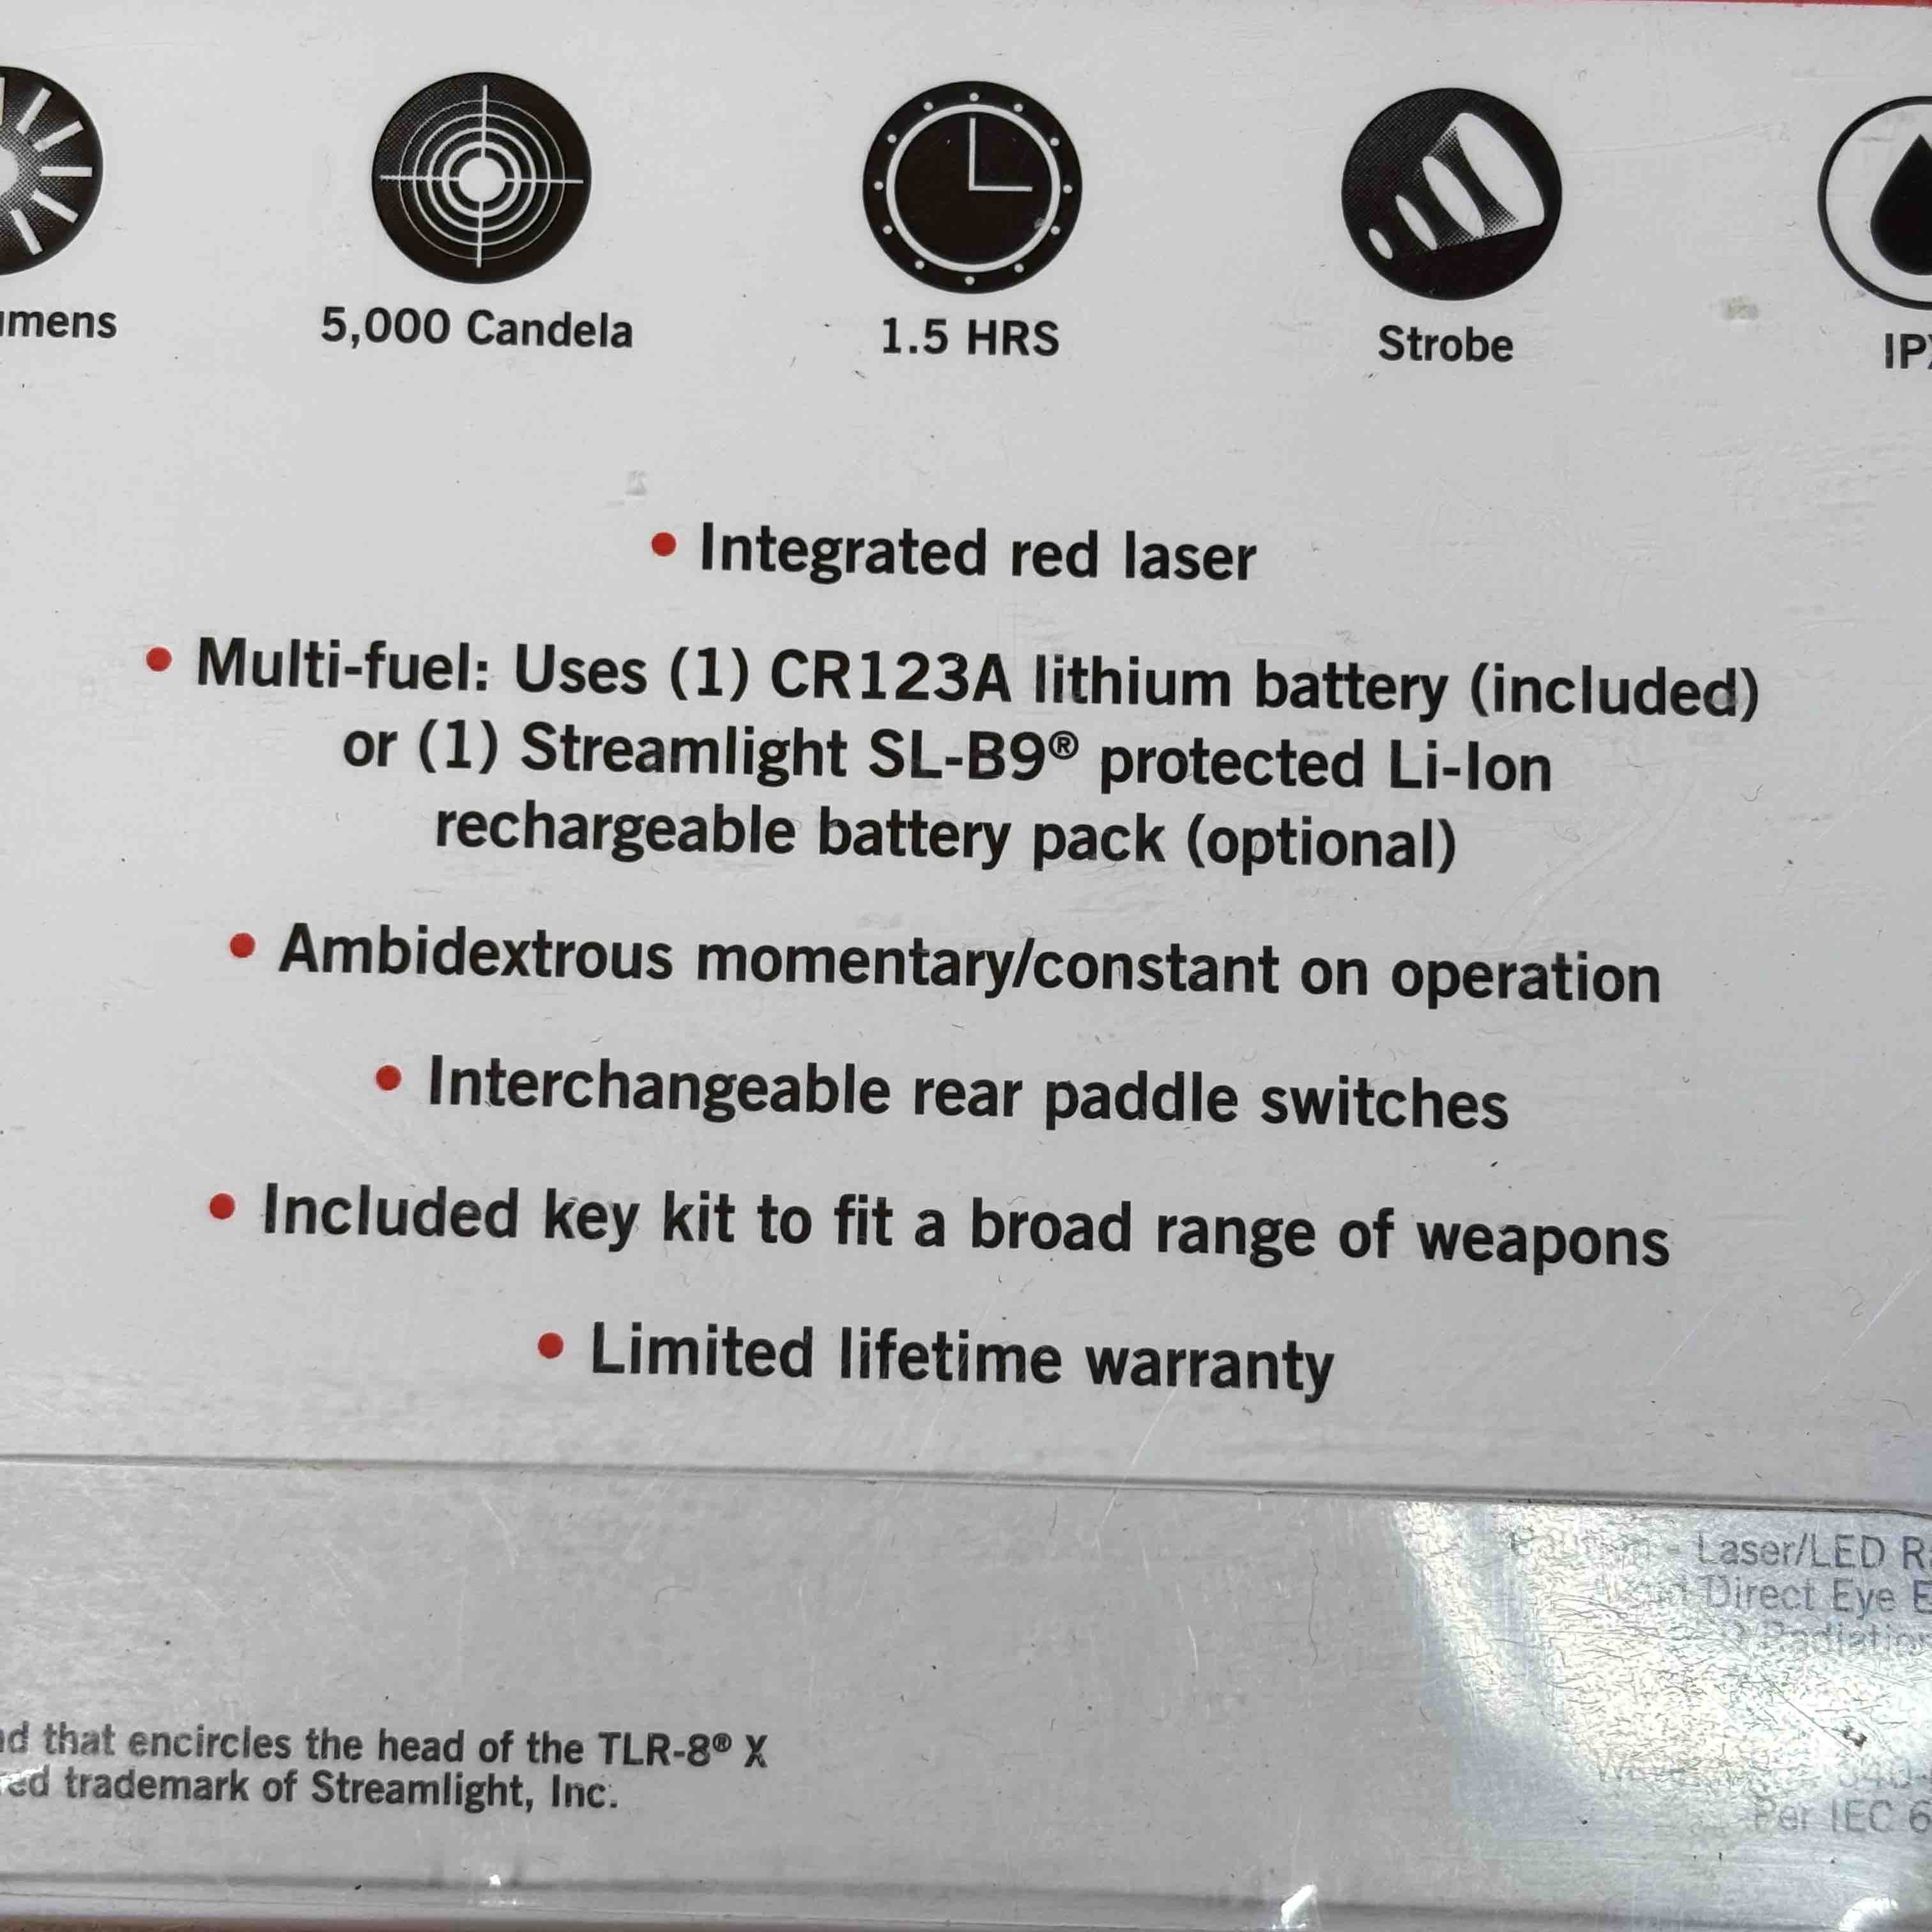 5,000 Candela
1.5 HRS
Strobe
• Integrated red laser
• Multi-fuel: Uses (1) CR123A lithium battery (included)
or (1) Streamlight SL-B9® protected Li-Ion
rechargeable battery pack (optional)
• Ambidextrous momentary/constant on operation
• Interchangeable rear paddle switches
• Included key kit to fit a broad range of weapons
• Limited lifetime warranty
Laser/LED
Direct Eye
that encircles the head of the TLR-8® X
trademark of Streamlight, Inc.
Per IEC